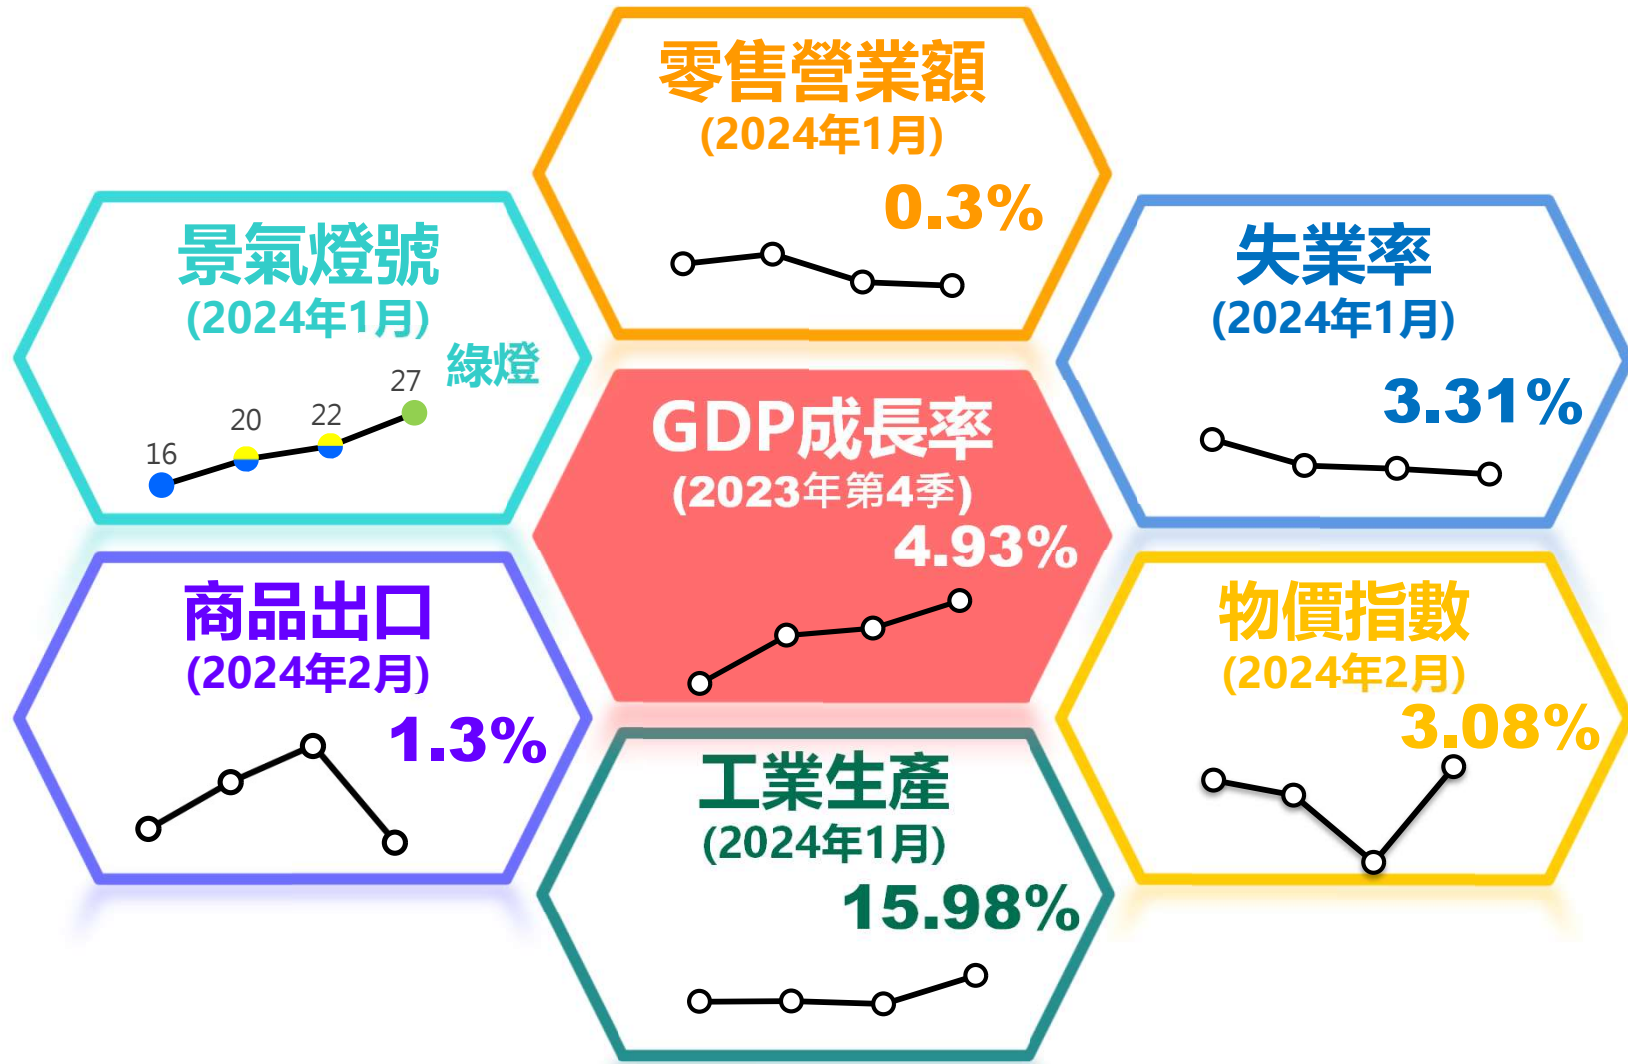 零售營業額
(2024年1月)
0.3%
景氣燈號
(2024年1月)
綠燈
16
20
22
27
失業率
(2024年1月)
3.31%
GDP成長率
(2023年第4季)
4.93%
商品出口
(2024年2月)
1.3%
物價指數
(2024年2月)
3.08%
工業生產
(2024年1月)
15.98%